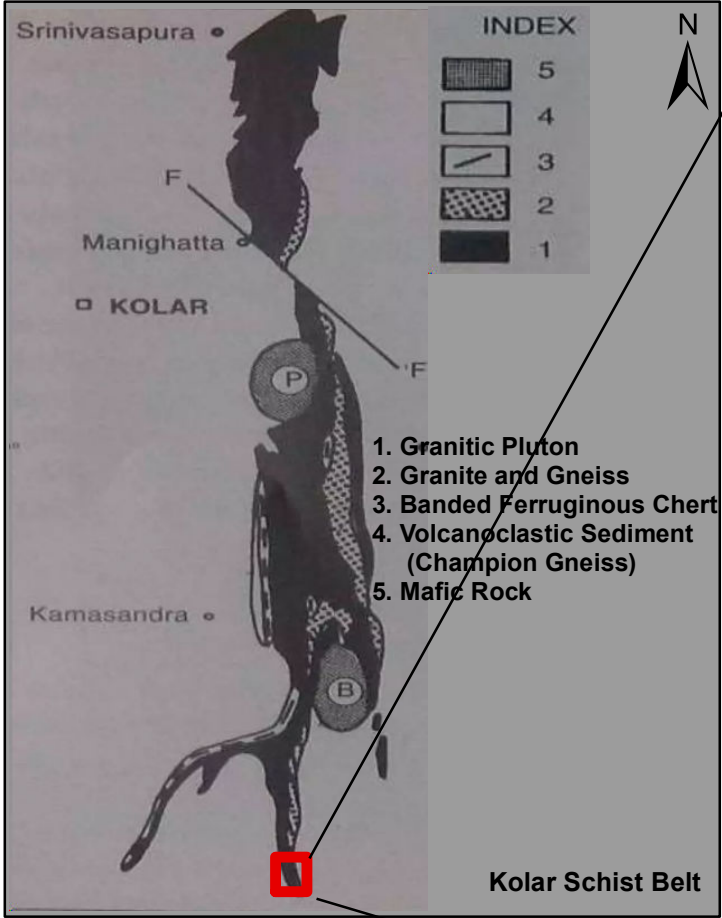 Srinivasapura
INDEX
N
5
4
3
F
2
Manighatta
1
KOLAR
P
'F
1. Granitic Pluton
2. Granite and Gneiss
3. Banded Ferruginous Chert
4. Volcanoclastic Sediment
(Champion Gneiss)
5. Mafic Rock
Kamasandra
B
Kolar Schist Belt